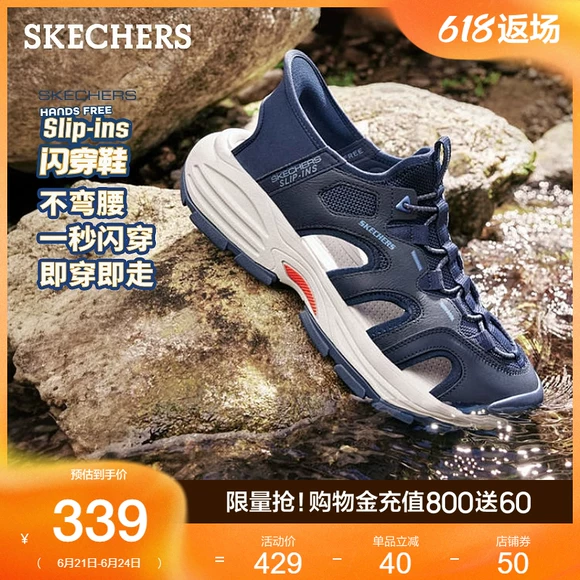 SKECHERS
618返场
SKECHERS
HANDS FREE
Slip-ins
闪穿鞋
不弯腰
一秒闪穿
即穿即走
SKECHERS
SLIP-INS
SKECHERS
限量抢！购物金充值800送60
预估到手价
¥339
（ 6月21日-6月24日 ）
=
活动价
429
-
单品立减
40
-
店铺券
50